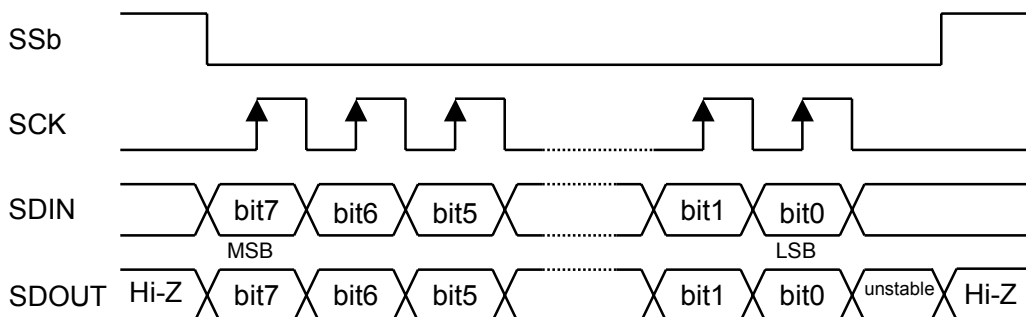 SSb
SCK
SDIN bit7 bit6 bit5 bit1 bit0
MSB LSB
SDOUT Hi-Z bit7 bit6 bit5 bit1 bit0 unstable Hi-Z